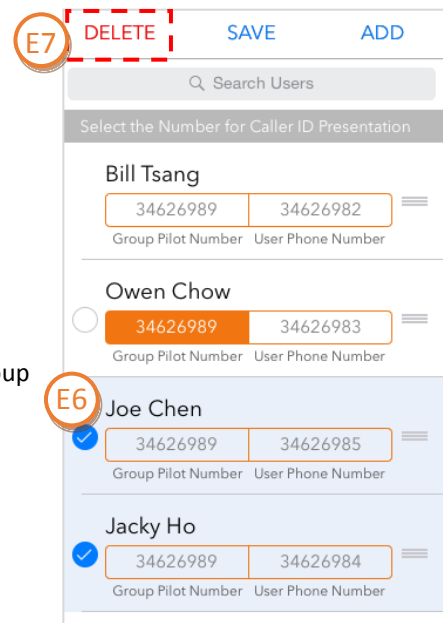 E7
DELETE SAVE ADD
Search Users
Select the Number for Caller ID Presentation
Bill Tsang
34626989 34626982
Group Pilot Number User Phone Number
Owen Chow
34626989 34626983
Group Pilot Number User Phone Number
up
E6
Joe Chen
34626989 34626985
Group Pilot Number User Phone Number
Jacky Ho
34626989 34626984
Group Pilot Number User Phone Number